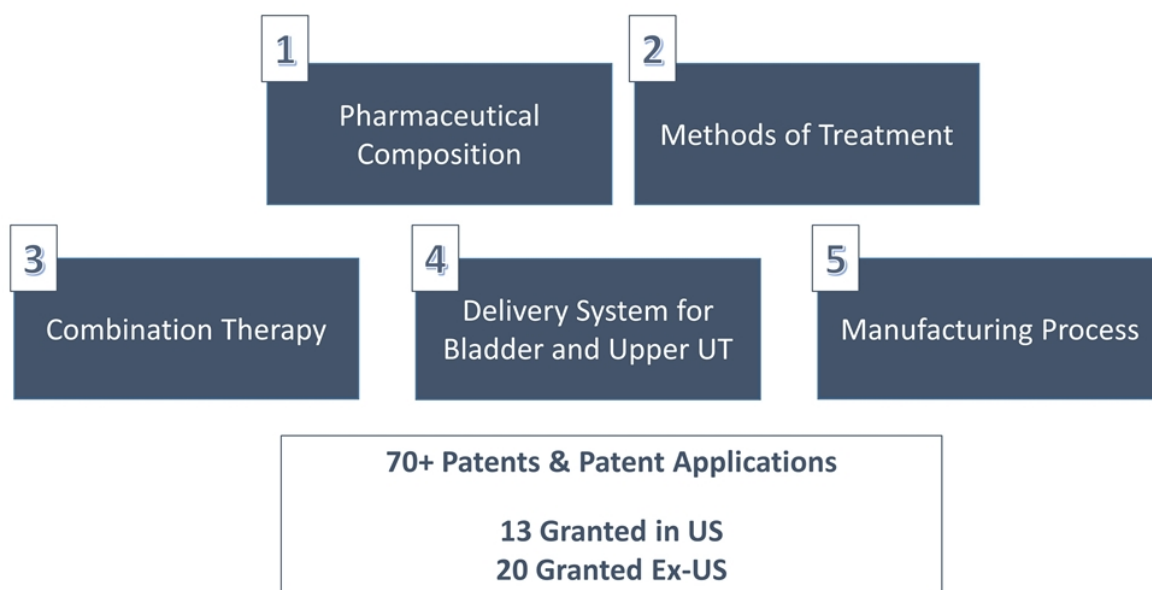 1
Pharmaceutical
Composition
2
Methods of Treatment
3
Combination Therapy
4
Delivery System for
Bladder and Upper UT
5
Manufacturing Process
70+ Patents & Patent Applications
13 Granted in US
20 Granted Ex-US